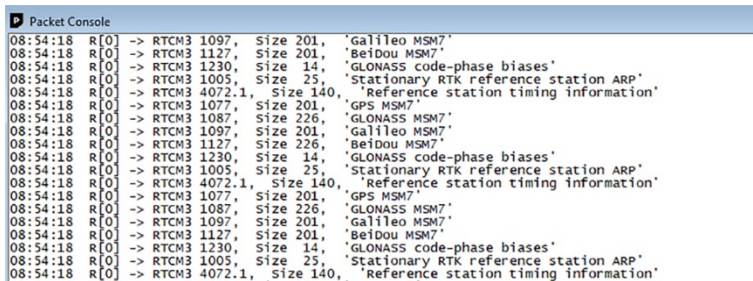 Packet Console
08:54:18 R[0] -> RTCM3 1097, Size 201, 'Galileo MSM7'
08:54:18 R[0] -> RTCM3 1127, Size 201, 'BeiDou MSM7'
08:54:18 R[0] -> RTCM3 1230, Size 14, 'GLONASS code-phase biases'
08:54:18 R[0] -> RTCM3 1005, Size 25, 'Stationary RTK reference station ARP'
08:54:18 R[0] -> RTCM3 4072.1, Size 140, 'Reference station timing information'
08:54:18 R[0] -> RTCM3 1077, Size 201, 'GPS MSM7'
08:54:18 R[0] -> RTCM3 1087, Size 226, 'GLONASS MSM7'
08:54:18 R[0] -> RTCM3 1097, Size 201, 'Galileo MSM7'
08:54:18 R[0] -> RTCM3 1127, Size 226, 'BeiDou MSM7'
08:54:18 R[0] -> RTCM3 1230, Size 14, 'GLONASS code-phase biases'
08:54:18 R[0] -> RTCM3 1005, Size 25, 'Stationary RTK reference station ARP'
08:54:18 R[0] -> RTCM3 4072.1, Size 140, 'Reference station timing information'
08:54:18 R[0] -> RTCM3 1077, Size 201, 'GPS MSM7'
08:54:18 R[0] -> RTCM3 1087, Size 226, 'GLONASS MSM7'
08:54:18 R[0] -> RTCM3 1097, Size 201, 'Galileo MSM7'
08:54:18 R[0] -> RTCM3 1127, Size 201, 'BeiDou MSM7'
08:54:18 R[0] -> RTCM3 1230, Size 14, 'GLONASS code-phase biases'
08:54:18 R[0] -> RTCM3 1005, Size 25, 'Stationary RTK reference station ARP'
08:54:18 R[0] -> RTCM3 4072.1, Size 140, 'Reference station timing information'